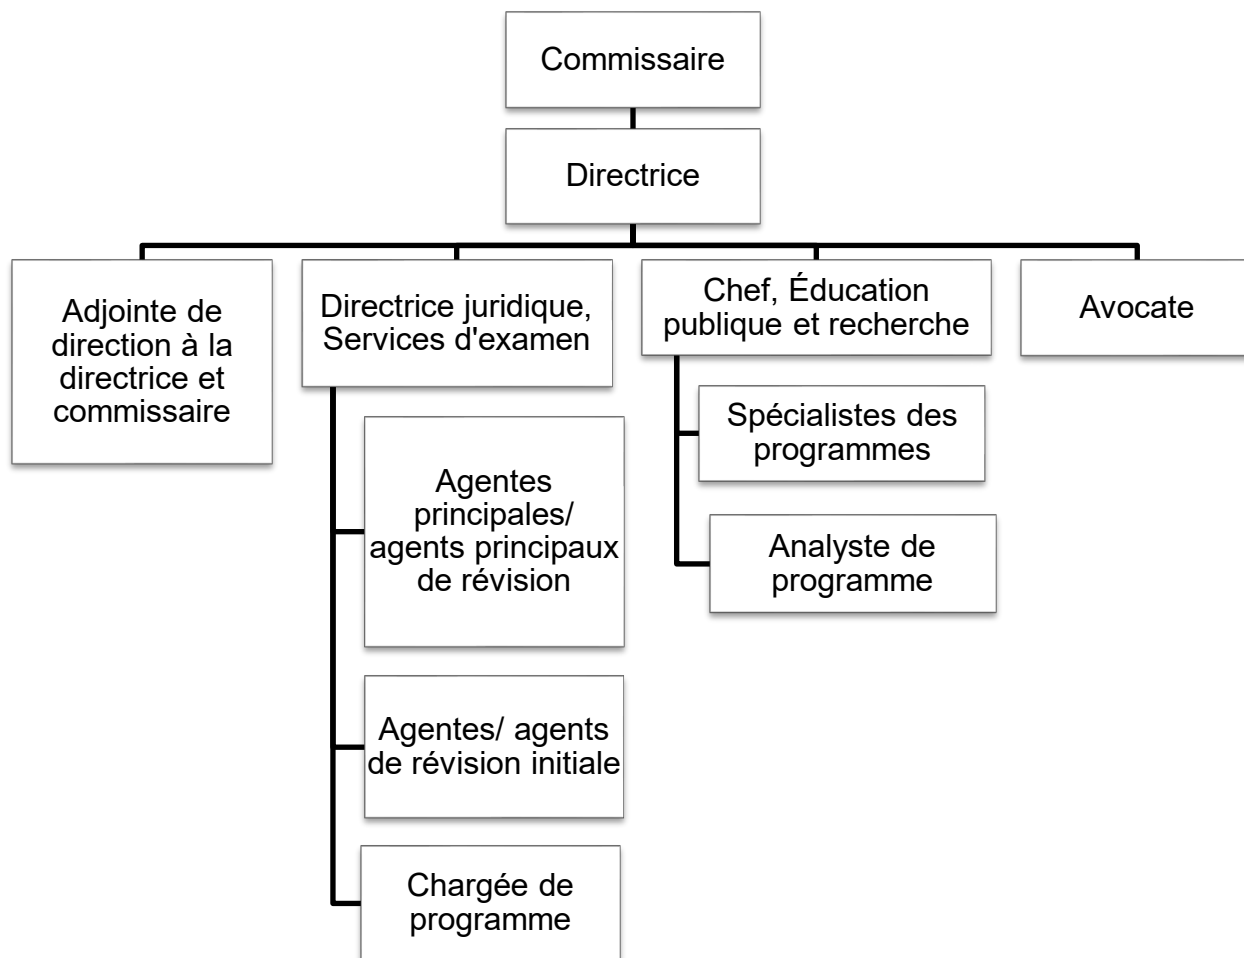 Commissaire
Directrice
Adjointe de
direction à la
directrice et
commissaire
Directrice juridique,
Services d'examen
Agentes
principales/
agents principaux
de révision
Agentes/ agents
de révision initiale
Chargée de
programme
Chef, Éducation
publique et recherche
Spécialistes des
programmes
Analyste de
programme
Avocate